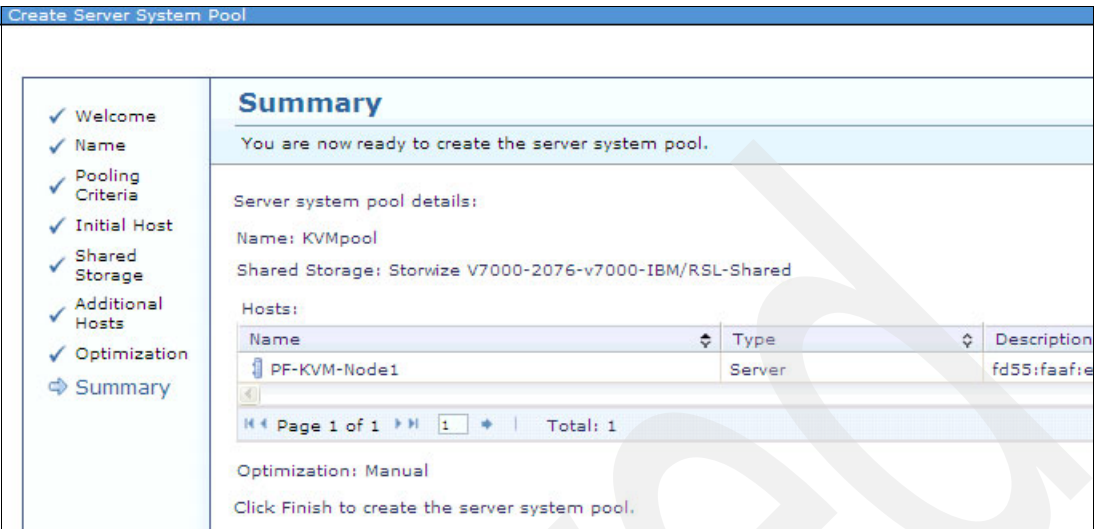 Create Server System Pool
Welcome
Name
Pooling
Criteria
Initial Host
Shared
Storage
Additional
Hosts
Optimization
Summary
Summary
You are now ready to create the server system pool.
Server system pool details:
Name: KVMpool
Shared Storage: Storwize V7000-2076-v7000-IBM/RSL-Shared
Hosts:
Name Type Description
PF-KVM-Node1 Server fd55:faaf:e
Page 1 of 1 1 Total: 1
Optimization: Manual
Click Finish to create the server system pool.